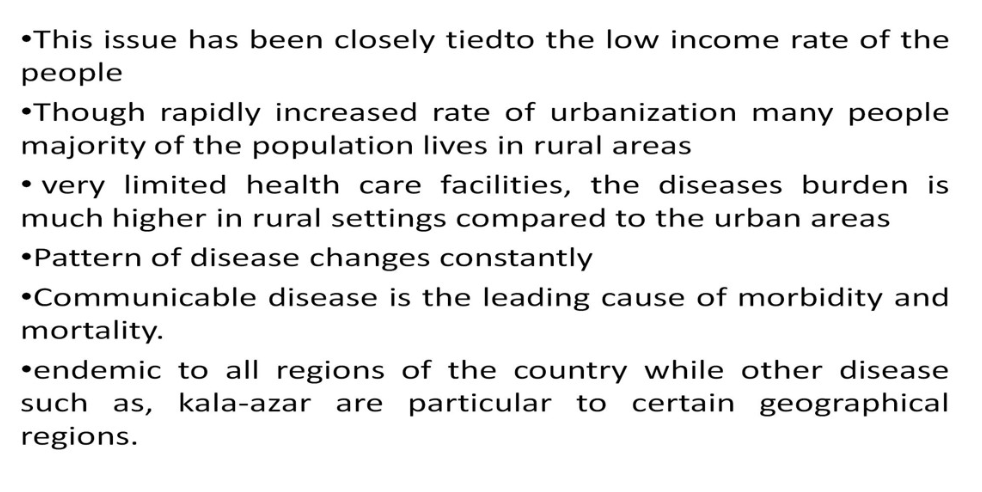 •This issue has been closely tiedto the low income rate of the
people
•Though rapidly increased rate of urbanization many people
majority of the population lives in rural areas
• very limited health care facilities, the diseases burden is
much higher in rural settings compared to the urban areas
•Pattern of disease changes constantly
•Communicable disease is the leading cause of morbidity and
mortality.
•endemic to all regions of the country while other disease
such as, kala-azar are particular to certain geographical
regions.